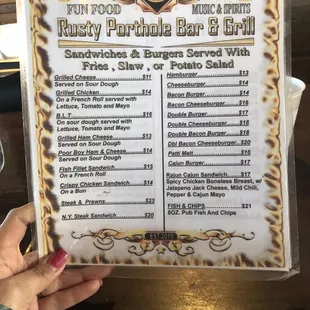 FUN FOOD
MUSIC & SPIRITS
Rusty Porthole Bar & Grill
Sandwiches & Burgers Served With
Fries , Slaw , or Potato Salad
Grilled Cheese $11
Served on Sour Dough
Grilled Chicken $14
On a French Roll served with
Lettuce, Tomato and Mayo
B L T $16
On sour dough served with
Lettuce, Tomato and Mayo
Grilled Ham Cheese $13
Served on Sour Dough
Poor Boy Ham & Cheese $14
Served on Sour Dough
Fish Fillet Sandwich $15
On a French Roll
Crispy Chicken Sandwich $14
On a Bun
Steak & Prawns $23
N.Y. Steak Sandwich $20
Hamburger $13
Cheeseburger $14
Bacon Burger $14
Bacon Cheeseburger $16
Double Burger $17
Double Cheeseburger $18
Double Bacon Burger $18
Dbl Bacon Cheeseburger $20
Patti Melt $15
Cajun Burger $17
Rajun Cajun Sandwich $17
Spicy Chicken Boneless Breast, w/
Jalapeno Jack Cheese, Mild Chili,
Pepper & Cajun Mayo
FISH & CHIPS $21
8OZ. Pub Fish And Chips
EST 2010